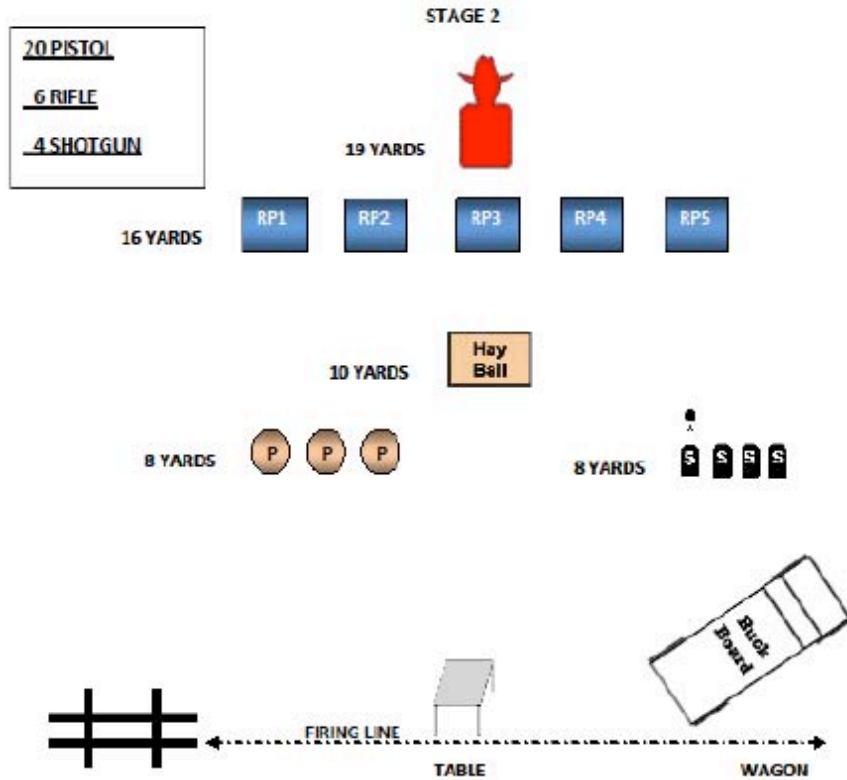 STAGE 2
20 PISTOL
6 RIFLE
4 SHOTGUN
19 YARDS
RP1 RP2 RP3 RP4 RP5
16 YARDS
Hay
Ball
10 YARDS
P P P
8 YARDS
8 YARDS
S S S S
Buck
Board
FIRING LINE
TABLE
WAGON